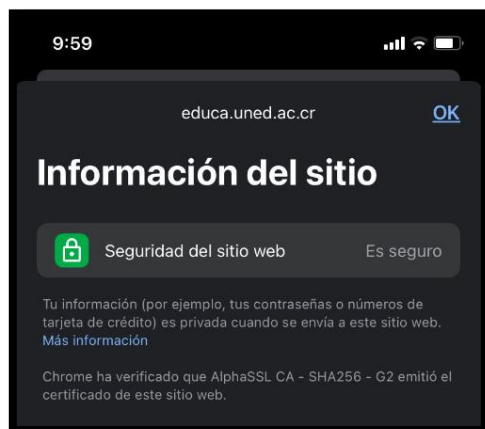 9:59
educa.uned.ac.cr
OK
Información del sitio
Seguridad del sitio web
Es seguro
Tu información (por ejemplo, tus contraseñas o números de
tarjeta de crédito) es privada cuando se envía a este sitio web.
Más información
Chrome ha verificado que AlphaSSL CA - SHA256 - G2 emitió el
certificado de este sitio web.